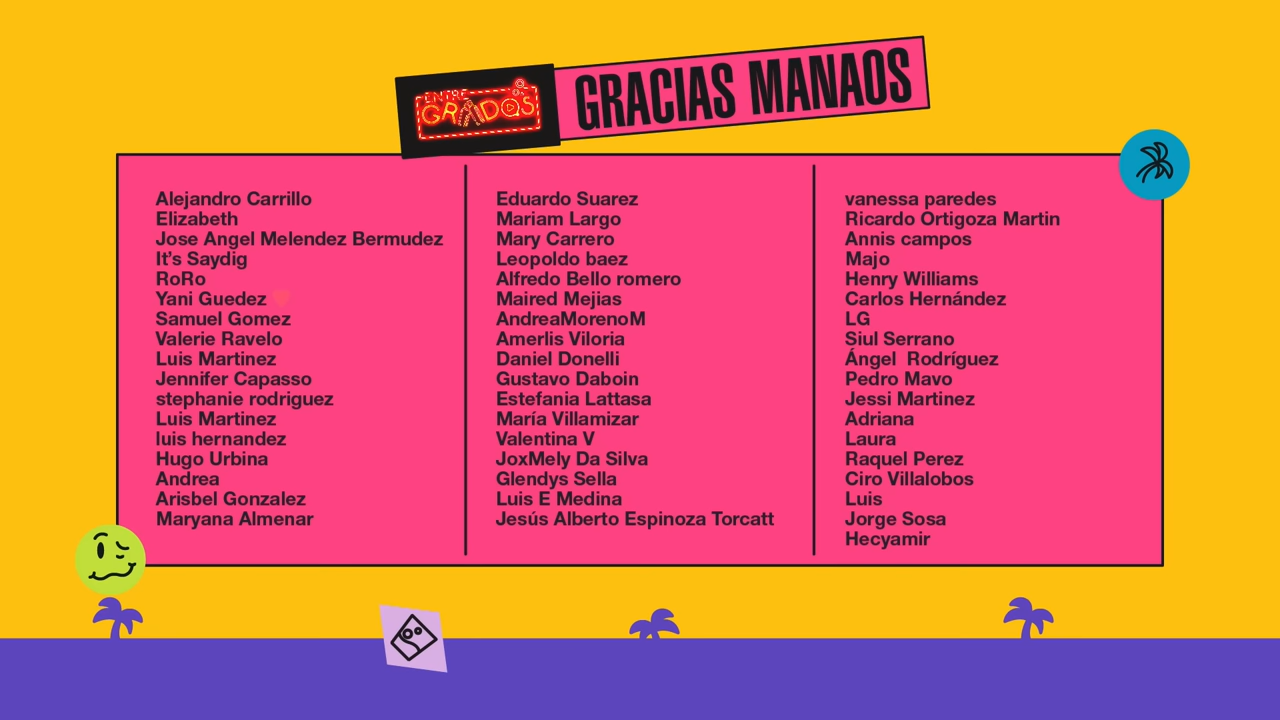 ENTRE
GRADOS
GRACIAS MANAOS
Alejandro Carrillo
Elizabeth
Jose Angel Melendez Bermudez
It's Saydig
RoRo
Yani Guedez
Samuel Gomez
Valerie Ravelo
Luis Martinez
Jennifer Capasso
stephanie rodriguez
Luis Martinez
luis hernandez
Hugo Urbina
Andrea
Arisbel Gonzalez
Maryana Almenar
Eduardo Suarez
Mariam Largo
Mary Carrero
Leopoldo baez
Alfredo Bello romero
Maired Mejias
AndreaMorenoM
Amerlis Viloria
Daniel Donelli
Gustavo Daboin
Estefania Lattasa
María Villamizar
Valentina V
JoxMely Da Silva
Glendys Sella
Luis E Medina
Jesús Alberto Espinoza Torcatt
vanessa paredes
Ricardo Ortigoza Martin
Annis campos
Majo
Henry Williams
Carlos Hernández
LG
Siul Serrano
Ángel  Rodríguez
Pedro Mavo
Jessi Martinez
Adriana
Laura
Raquel Perez
Ciro Villalobos
Luis
Jorge Sosa
Hecyamir